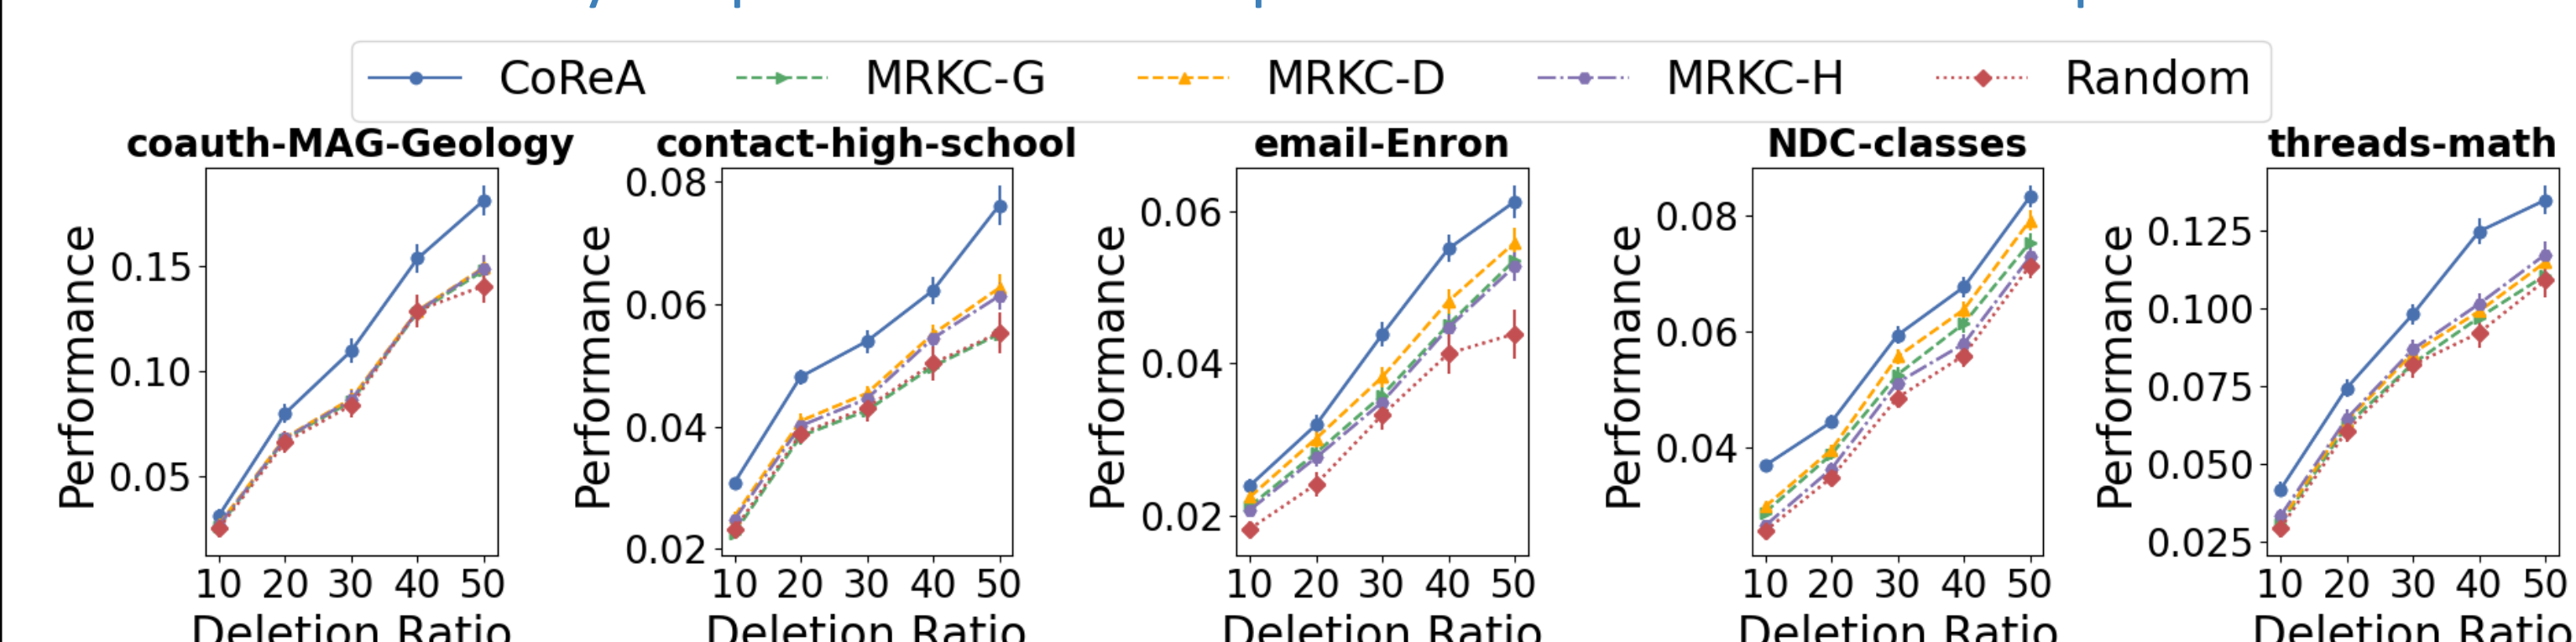 CoReA MRKC-G MRKC-D MRKC-H Random
coauth-MAG-Geology contact-high-school email-Enron NDC-classes threads-math
Performance
0.15
0.10
0.05
10 20 30 40 50
Deletion Ratio
Performance
0.08
0.06
0.04
0.02
10 20 30 40 50
Deletion Ratio
Performance
0.06
0.04
0.02
10 20 30 40 50
Deletion Ratio
Performance
0.08
0.06
0.04
10 20 30 40 50
Deletion Ratio
Performance
0.125
0.100
0.075
0.050
0.025
10 20 30 40 50
Deletion Ratio